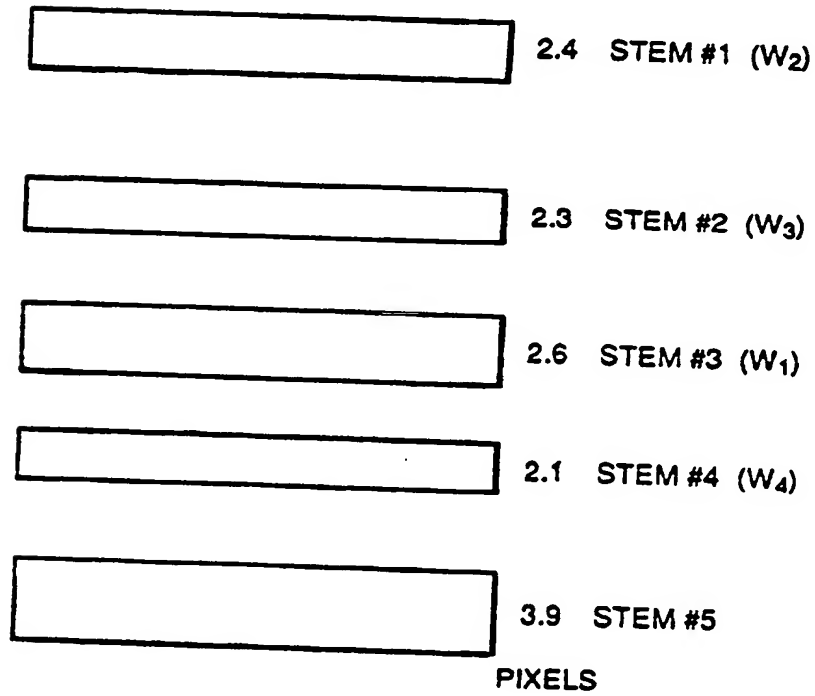 2.4 STEM #1 (W2)
2.3 STEM #2 (W3)
2.6 STEM #3 (W1)
2.1 STEM #4 (W4)
3.9 STEM #5
PIXELS